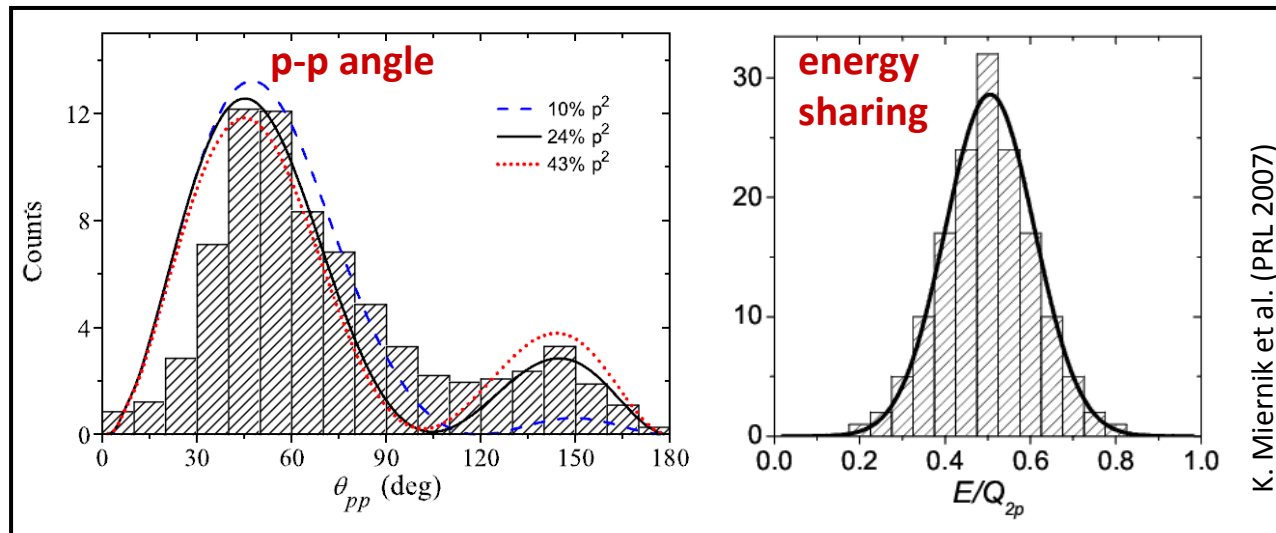 p-p angle
10% p²
24% p²
43% p²
12
8
4
0
Counts
0 30 60 90 120 150 180
θpp (deg)
energy
sharing
30
20
10
0
0.0 0.2 0.4 0.6 0.8 1.0
E/Q2p
K. Miernik et al. (PRL 2007)